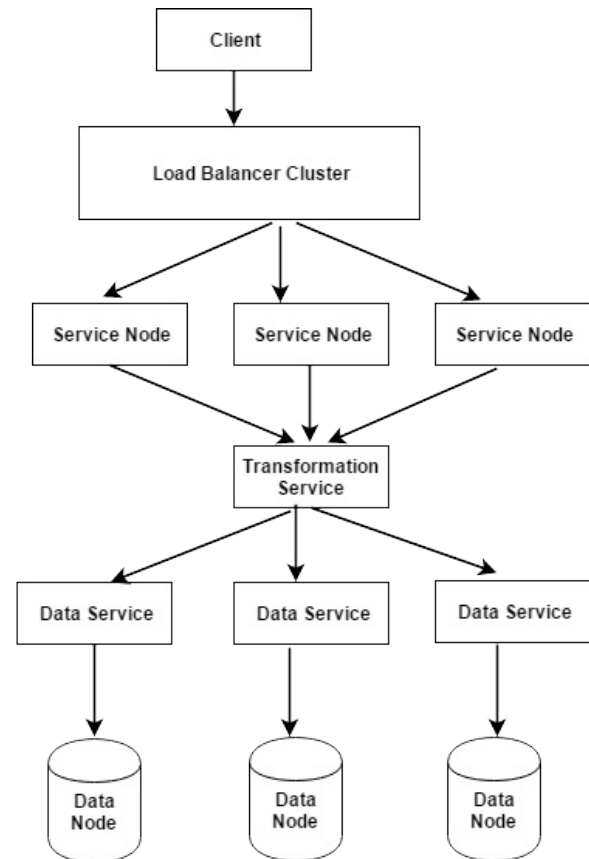 Client
Load Balancer Cluster
Service Node
Service Node
Service Node
Transformation
Service
Data Service
Data Service
Data Service
Data
Node
Data
Node
Data
Node